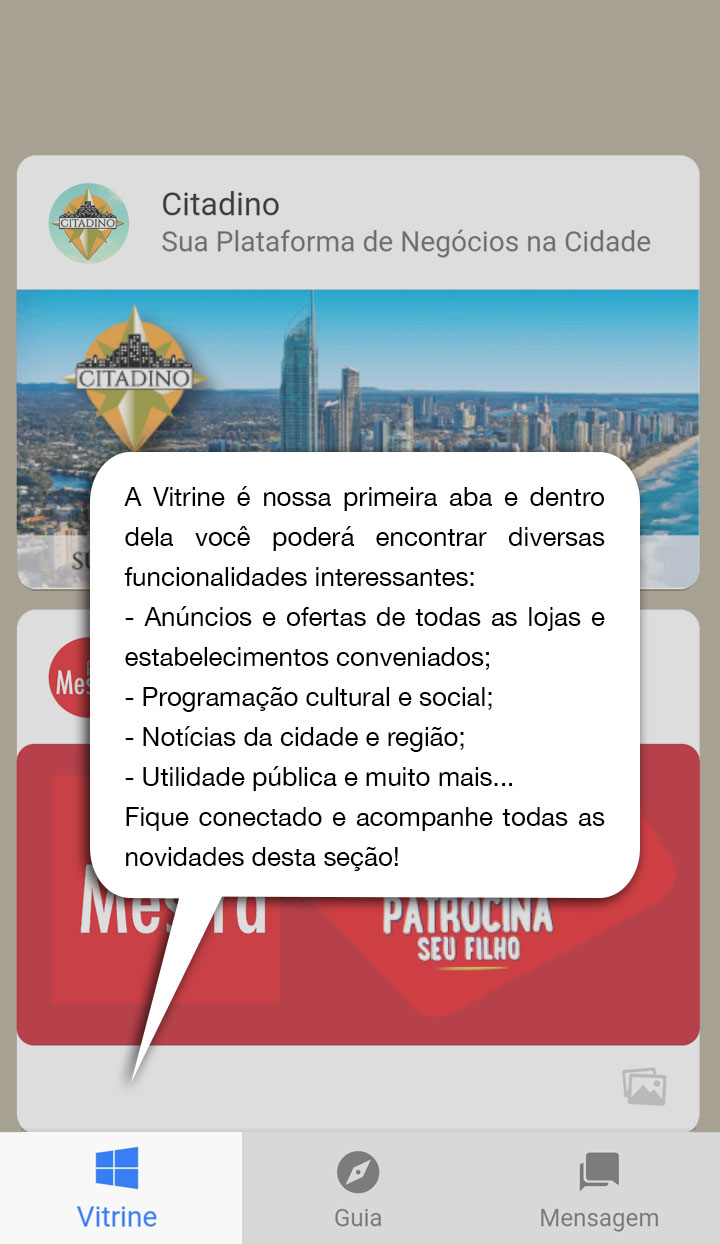 Citadino
Sua Plataforma de Negócios na Cidade
CITADINO
CITADINO
A Vitrine é nossa primeira aba e dentro
dela você poderá encontrar diversas
funcionalidades interessantes:
- Anúncios e ofertas de todas as lojas e
estabelecimentos conveniados;
- Programação cultural e social;
- Notícias da cidade e região;
- Utilidade pública e muito mais...
Fique conectado e acompanhe todas as
novidades desta seção!
PATROCINA
SEU FILHO
Vitrine
Guia
Mensagem